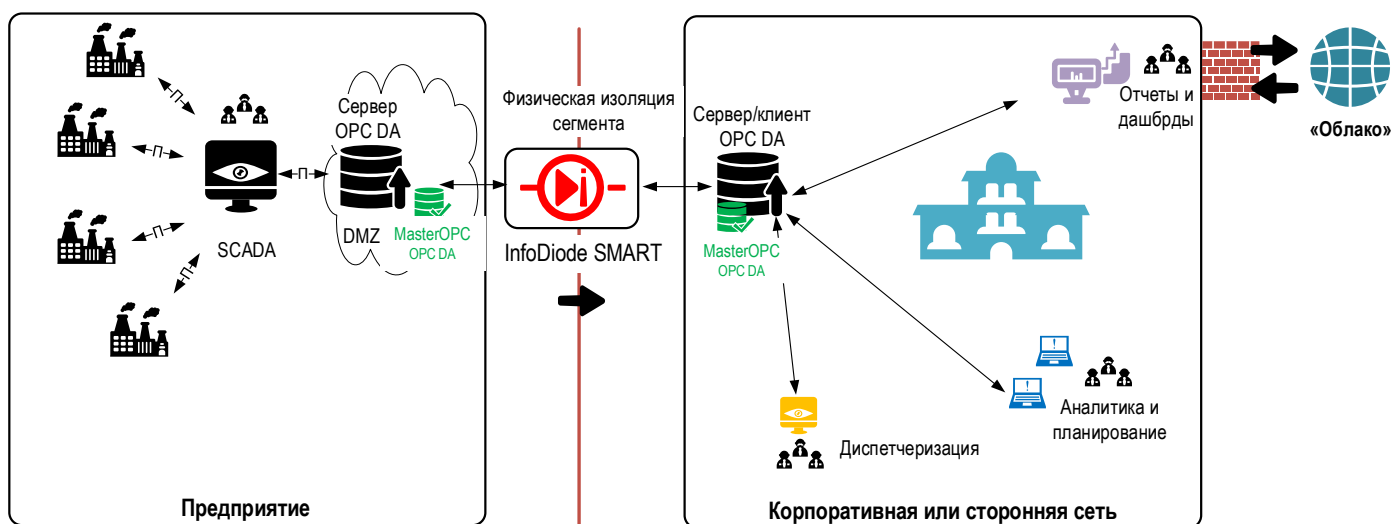 П
П
П
П
SCADA
П
Сервер
OPC DA
DMZ
MasterOPC
OPC DA
Предприятие
Физическая изоляция
сегмента
InfoDiode SMART
Сервер/клиент
OPC DA
MasterOPC
OPC DA
Отчеты и
дашбрды
Аналитика и
планирование
Диспетчеризация
Корпоративная или сторонняя сеть
«Облако»